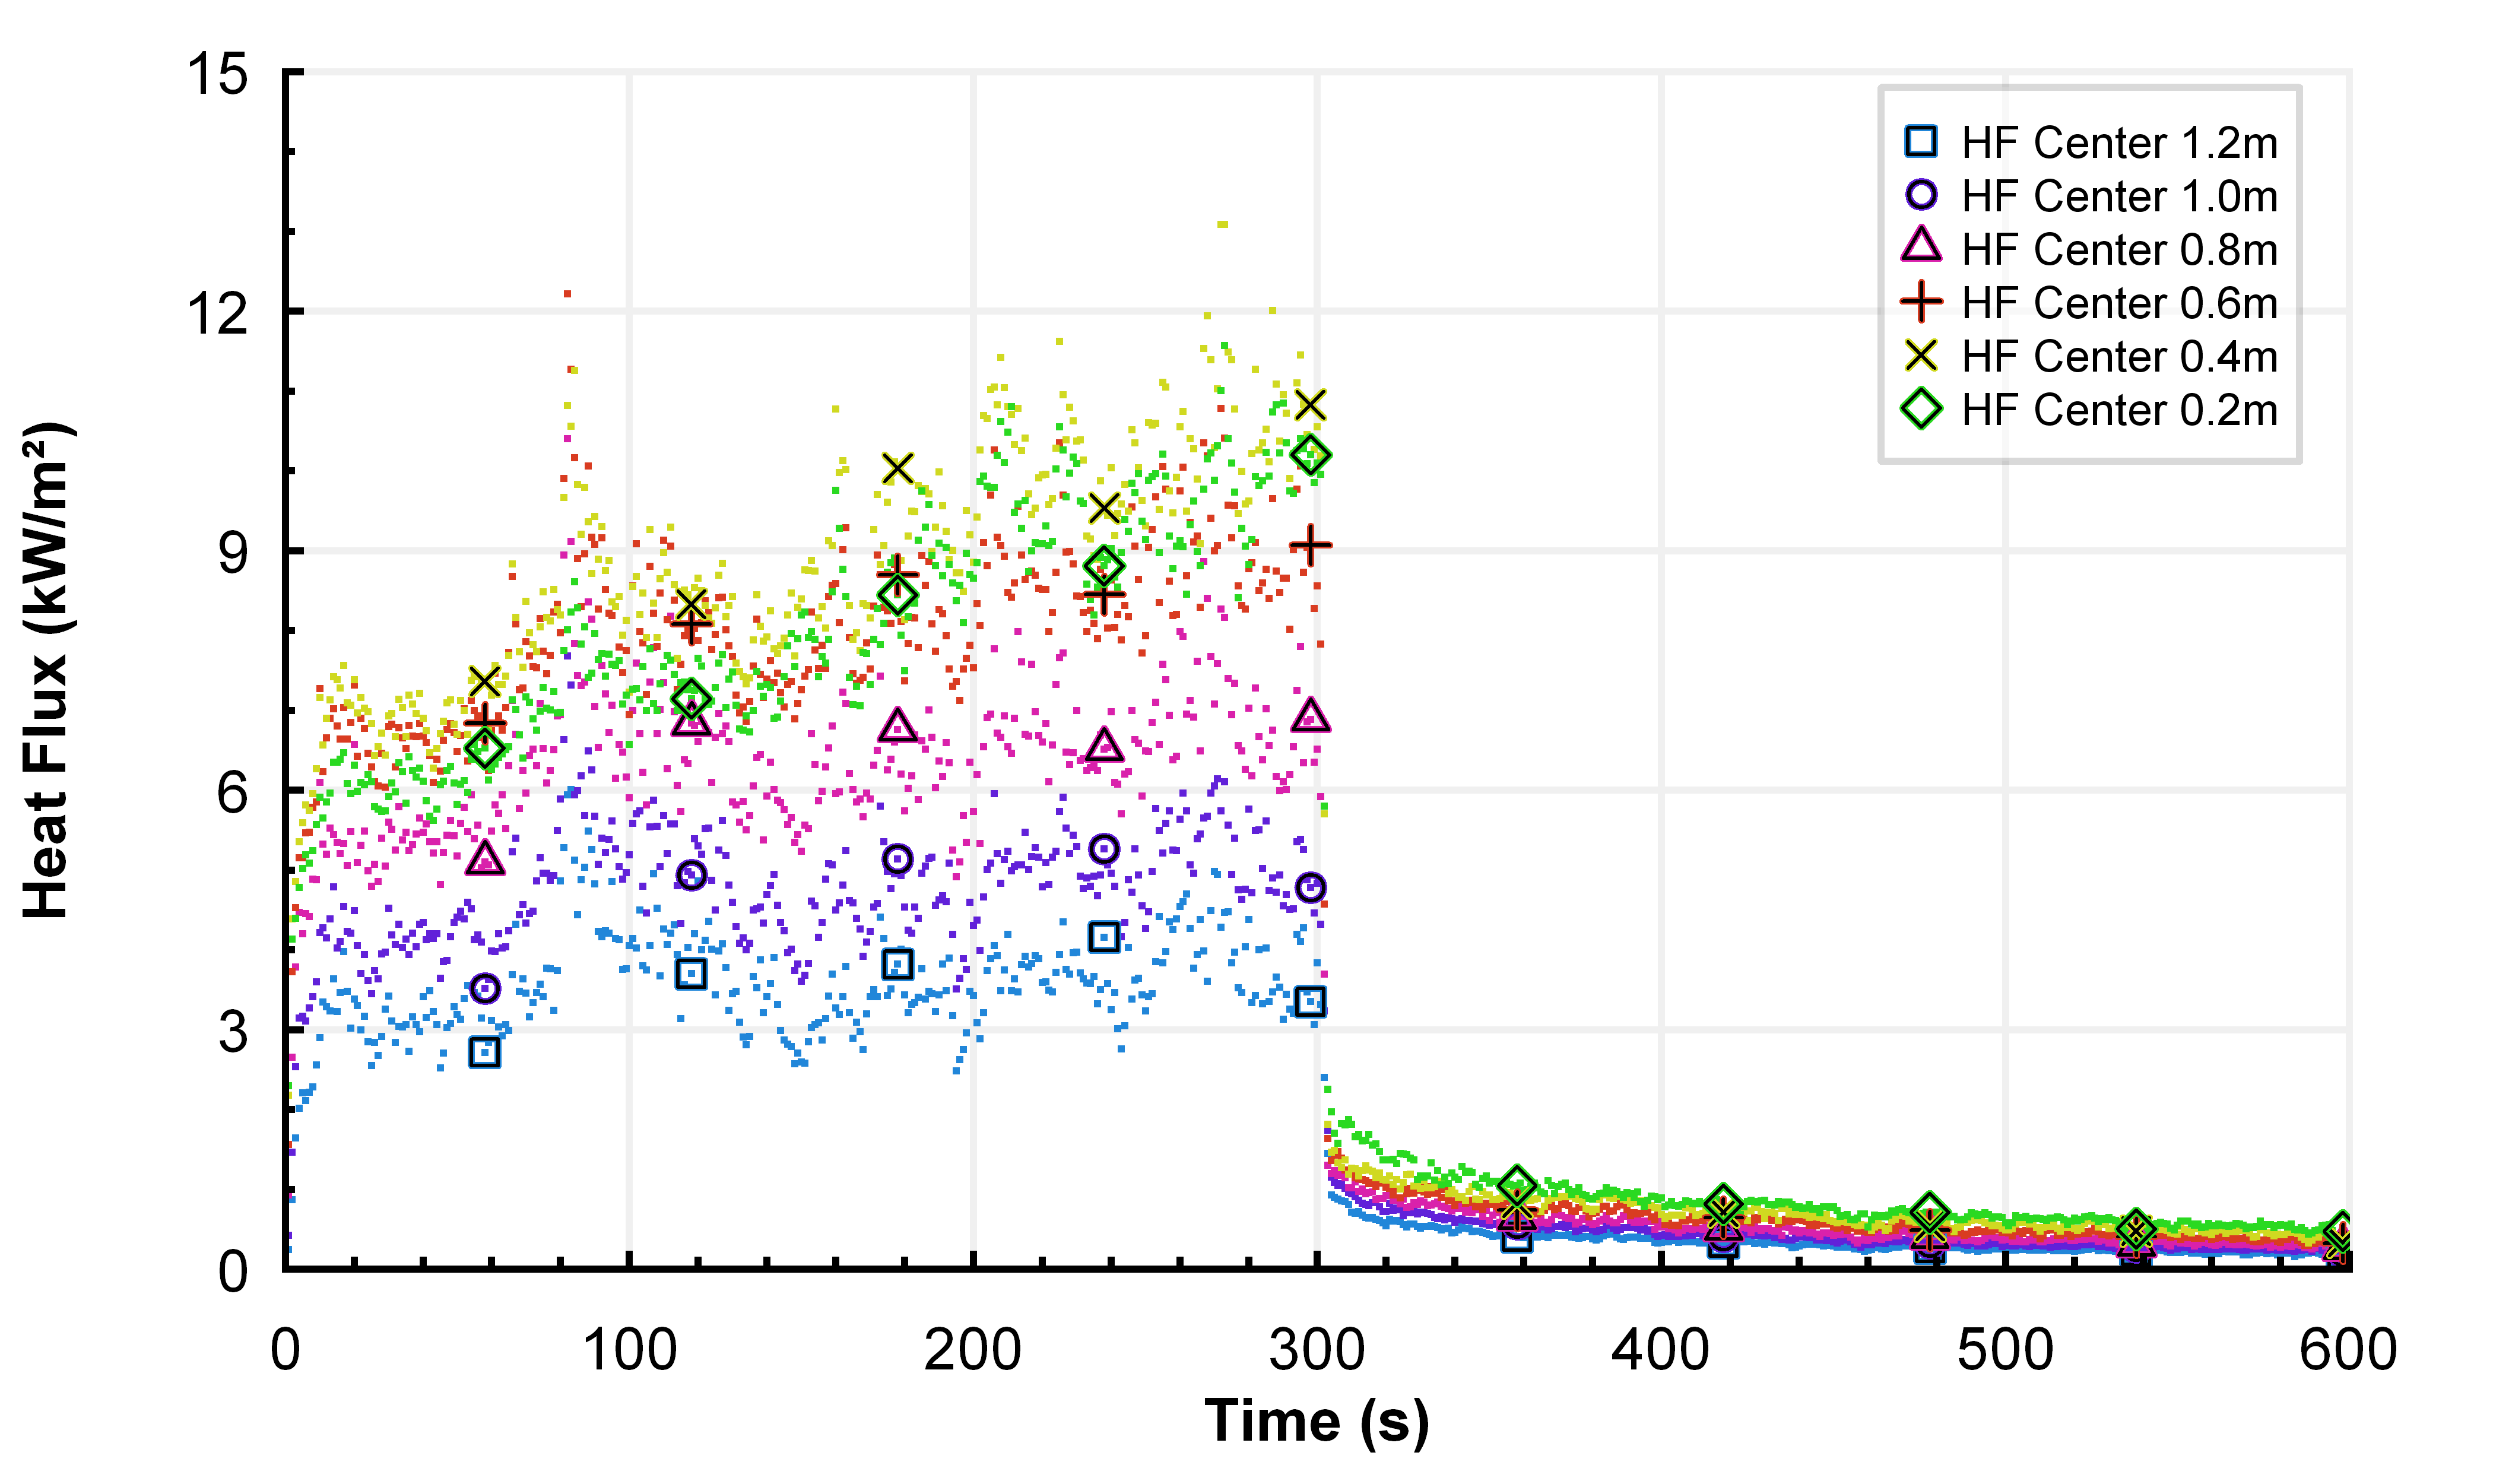 15
12
9
6
3
0
0 100 200 300 400 500 600
Heat Flux (kW/m²)
Time (s)
HF Center 1.2m
HF Center 1.0m
HF Center 0.8m
HF Center 0.6m
HF Center 0.4m
HF Center 0.2m